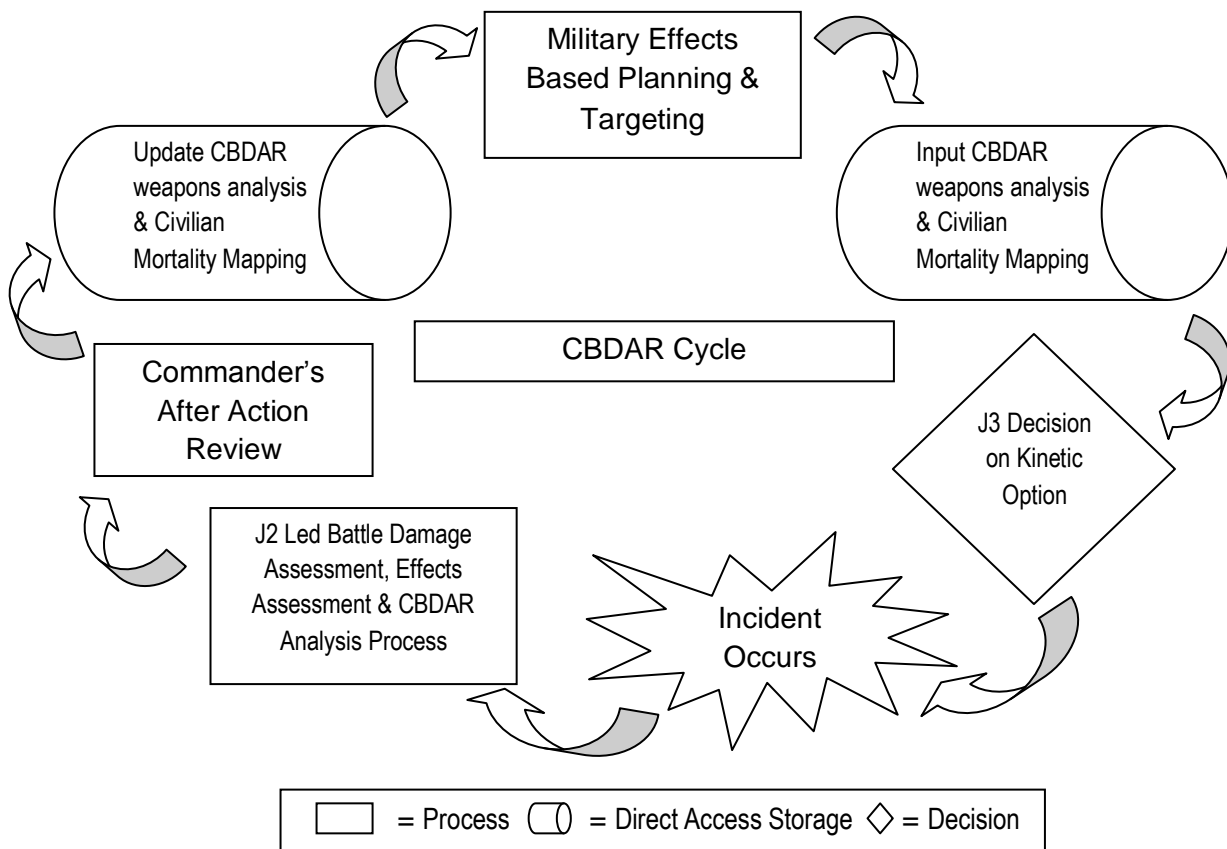 Military Effects
Based Planning &
Targeting
Update CBDAR
weapons analysis
& Civilian
Mortality Mapping
Input CBDAR
weapons analysis
& Civilian
Mortality Mapping
CBDAR Cycle
Commander’s
After Action
Review
J3 Decision
on Kinetic
Option
J2 Led Battle Damage
Assessment, Effects
Assessment & CBDAR
Analysis Process
Incident
Occurs
= Process = Direct Access Storage = Decision